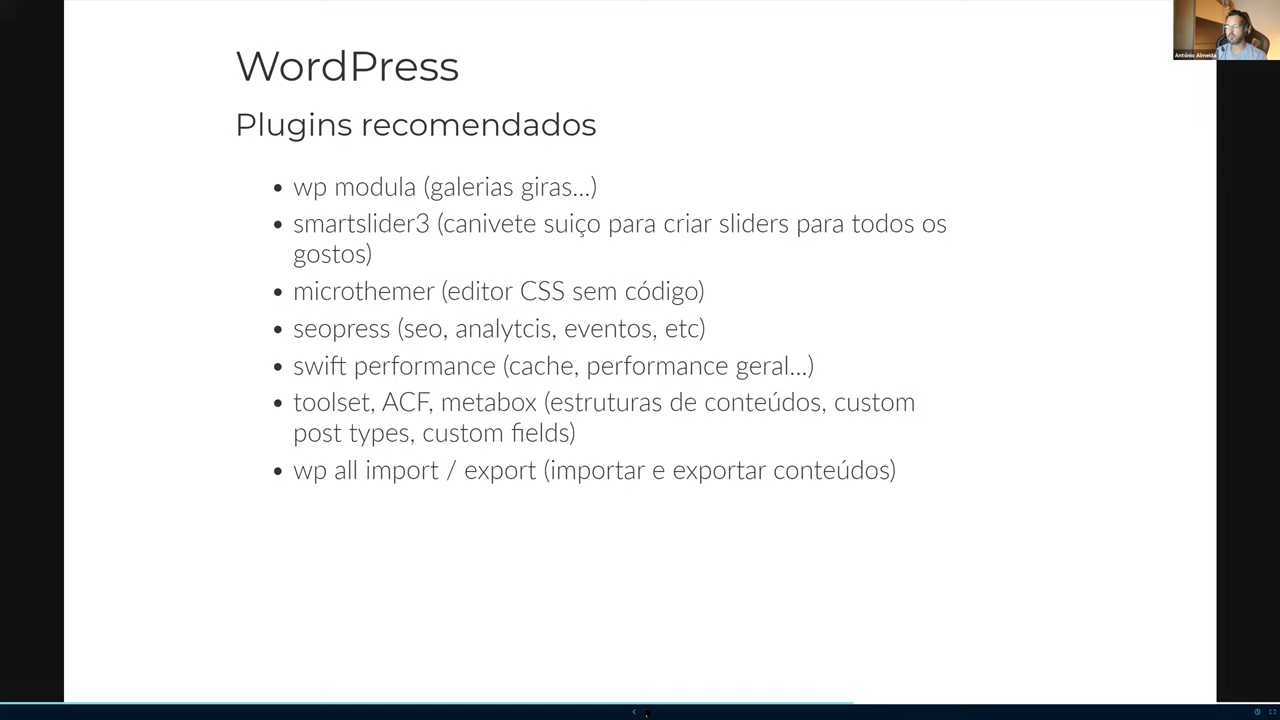 WordPress
Plugins recomendados
wp modula (galerias giras...)
smartslider3 (canivete suiço para criar sliders para todos os
gostos)
microthemer (editor CSS sem código)
seopress (seo, analytcis, eventos, etc)
swift performance (cache, performance geral...)
toolset, ACF, metabox (estruturas de conteúdos, custom
post types, custom fields)
wp all import / export (importar e exportar conteúdos)
António Almeida